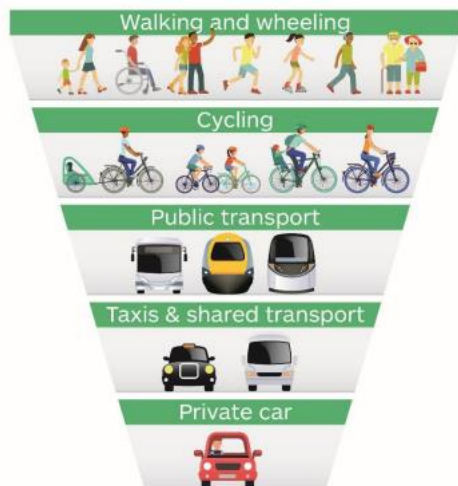 Walking and wheeling
Cycling
Public transport
Taxis & shared transport
Private car